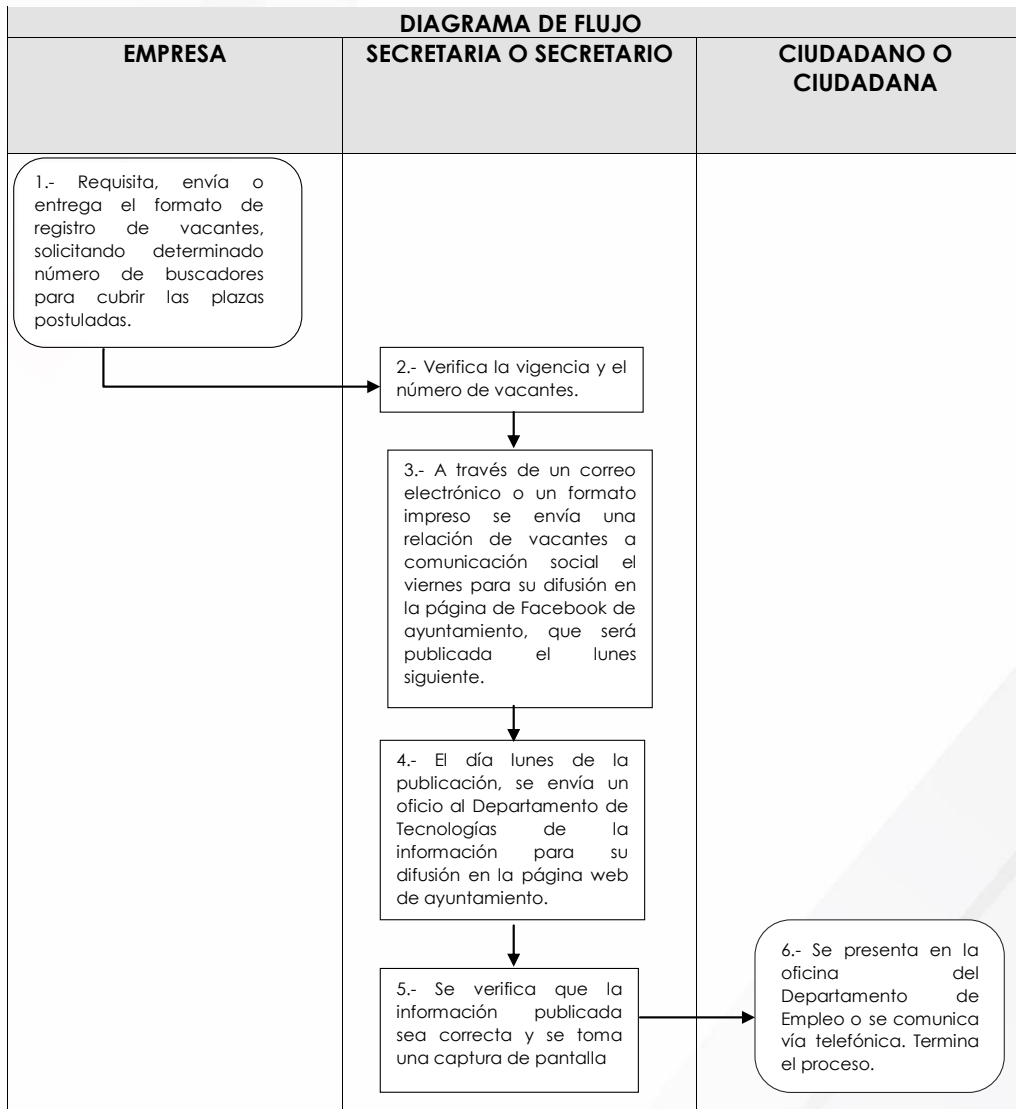 DIAGRAMA DE FLUJO
EMPRESA
SECRETARIA O SECRETARIO
CIUDADANO O
CIUDADANA
1.- Requisita, envía o
entrega el formato de
registro de vacantes,
solicitando determinado
número de buscadores
para cubrir las plazas
postuladas.
2.- Verifica la vigencia y el
número de vacantes.
3.- A través de un correo
electrónico o un formato
impreso se envía una
relación de vacantes a
comunicación social el
viernes para su difusión en
la página de Facebook de
ayuntamiento, que será
publicada el lunes
siguiente.
4.- El día lunes de la
publicación, se envía un
oficio al Departamento de
Tecnologías de la
información para su
difusión en la página web
de ayuntamiento.
5.- Se verifica que la
información publicada
sea correcta y se toma
una captura de pantalla
6.- Se presenta en la
oficina del
Departamento de
Empleo o se comunica
vía telefónica. Termina
el proceso.